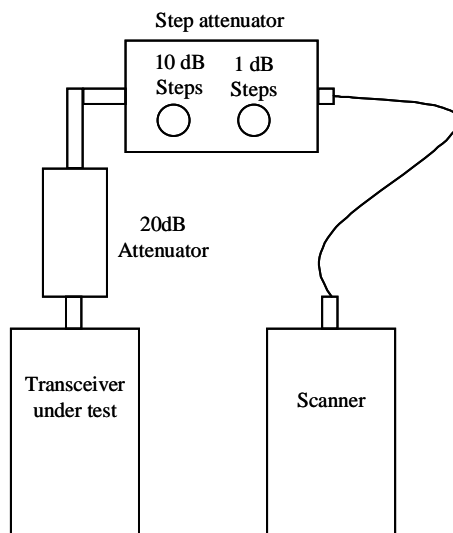 Step attenuator
10 dB
Steps
1 dB
Steps
20dB
Attenuator
Transceiver
under test
Scanner